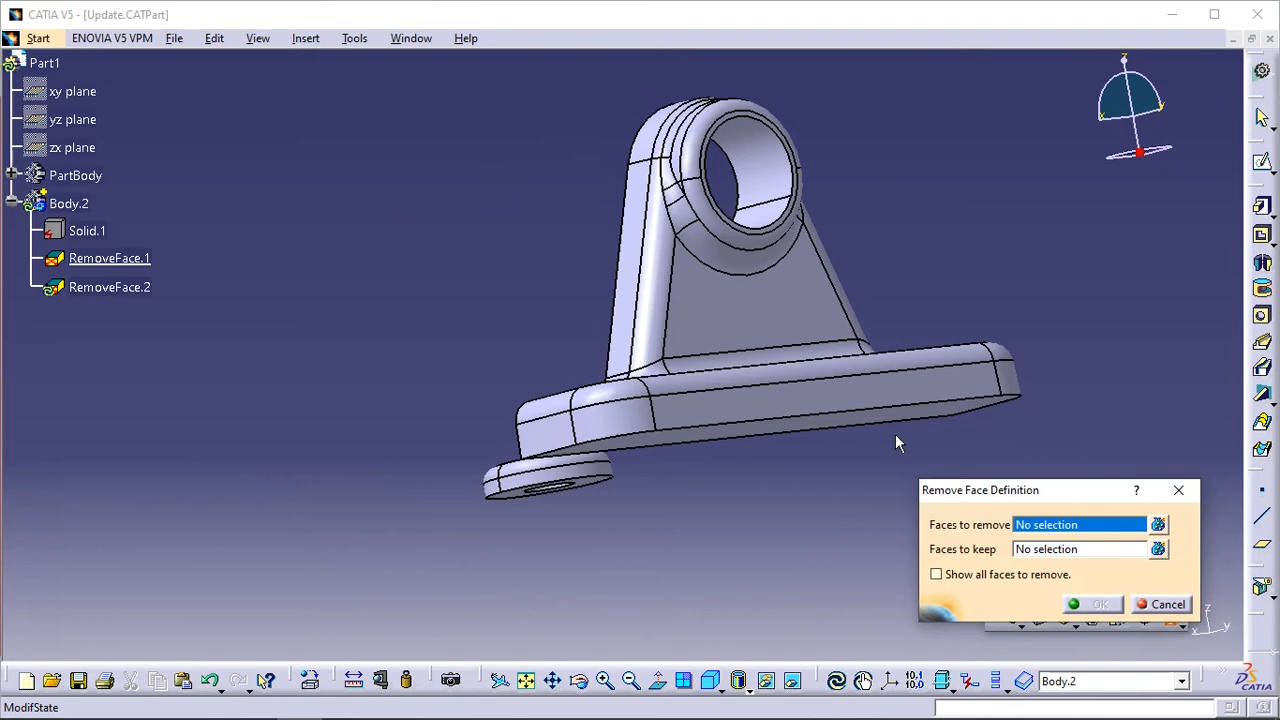 CATIA V5 - [Update.CATPart]
Start ENOVIA V5 VPM File Edit View Insert Tools Window Help
Part1
xy plane
yz plane
zx plane
PartBody
Body.2
Solid.1
RemoveFace.1
RemoveFace.2
z
x
y
Remove Face Definition ?
Faces to remove No selection
Faces to keep No selection
Show all faces to remove.
OK Cancel
z
x y
10.0 Body.2
CATIA
ModifState